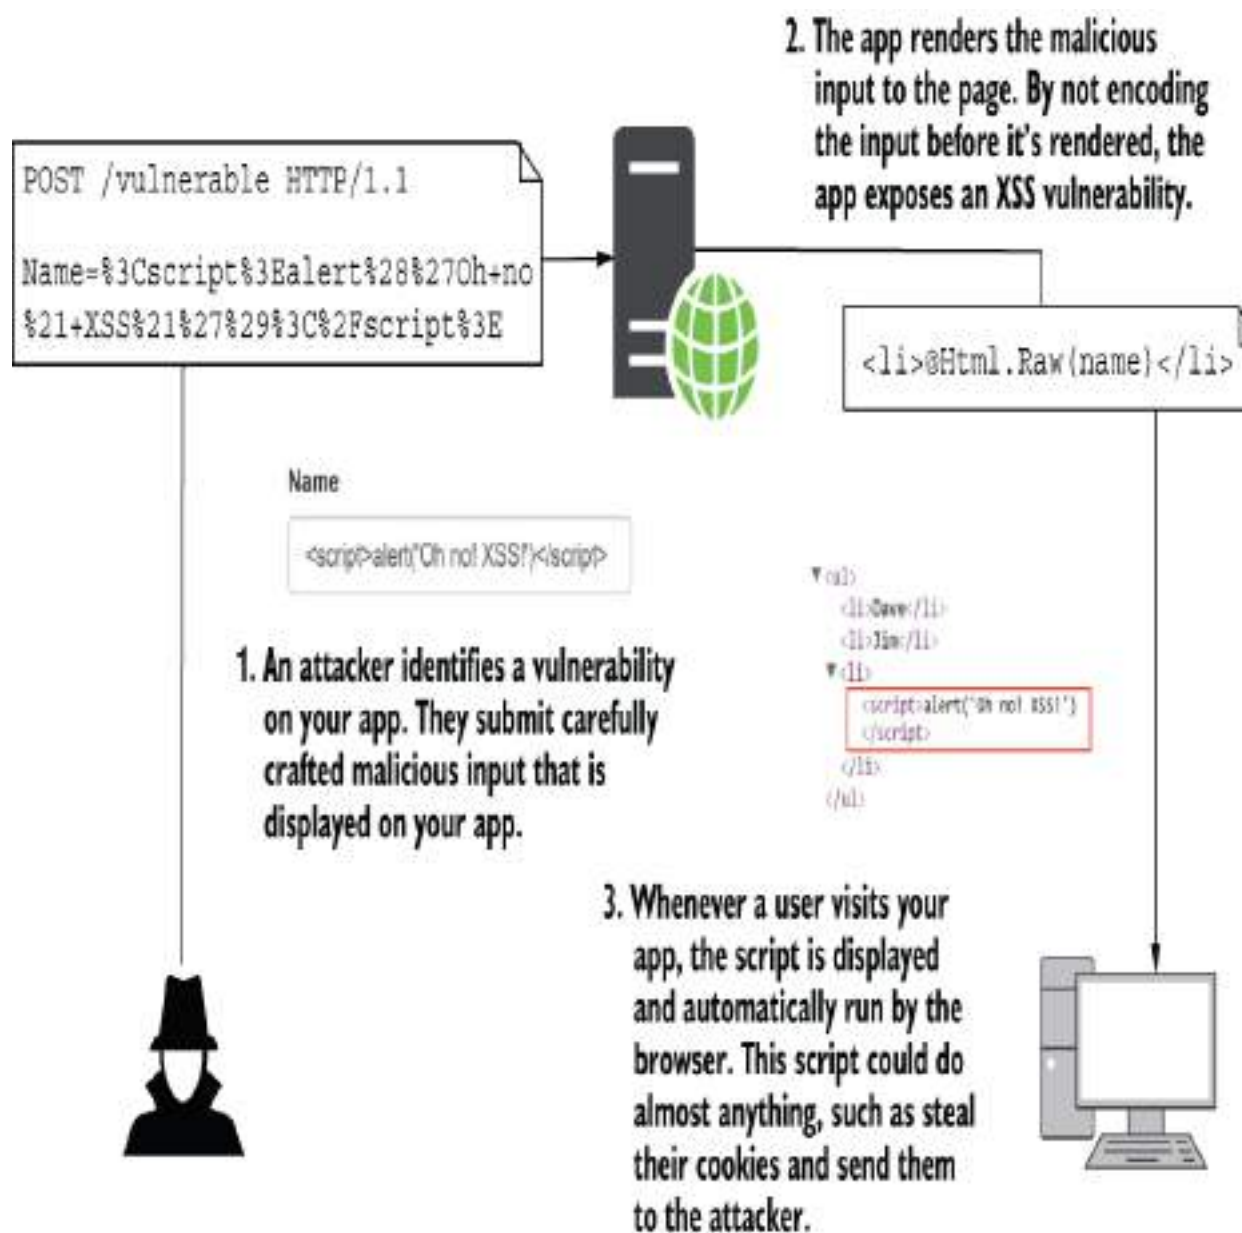 2. The app renders the malicious
input to the page. By not encoding
the input before it's rendered, the
app exposes an XSS vulnerability.
POST /vulnerable HTTP/1.1
Name=%3Cscript%3Ealert%28%27Oh+no
%21+XSS%21%27%29%3C%2Fscript%3E
<li>@Html.Raw(name)</li>
Name
<script>alert("Oh no! XSS!")</script>
1. An attacker identifies a vulnerability
on your app. They submit carefully
crafted malicious input that is
displayed on your app.
▼<ul>
<li>Dave</li>
<li>Jim</li>
▼<li>
<script>alert("Oh no! XSS!")
</script>
</li>
</ul>
3. Whenever a user visits your
app, the script is displayed
and automatically run by the
browser. This script could do
almost anything, such as steal
their cookies and send them
to the attacker.